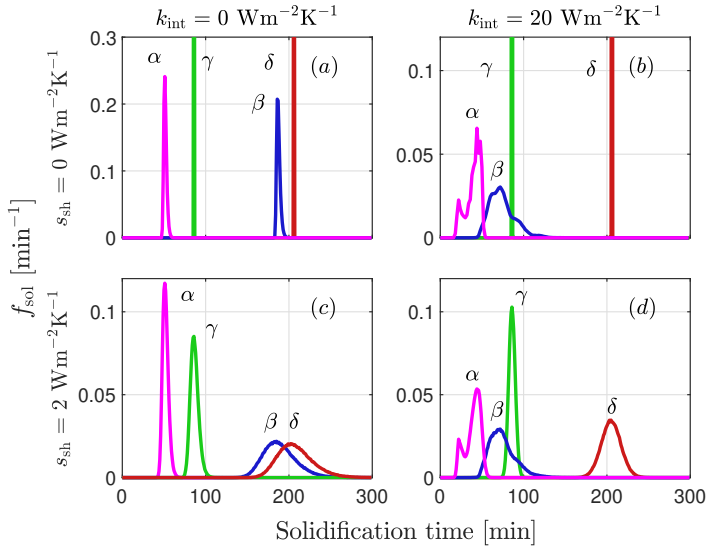 k_int = 0 Wm⁻²K⁻¹
k_int = 20 Wm⁻²K⁻¹
s_sh = 0 Wm⁻²K⁻¹
0.3
0.2
0.1
0
α
γ
δ
β
(a)
0.1
0.05
0
γ
δ
α
β
(b)
f_sol [min⁻¹]
s_sh = 2 Wm⁻²K⁻¹
0.1
0.05
0
α
γ
β
δ
(c)
0 100 200 300
0.1
0.05
0
γ
α
β
δ
(d)
0 100 200 300
Solidification time [min]